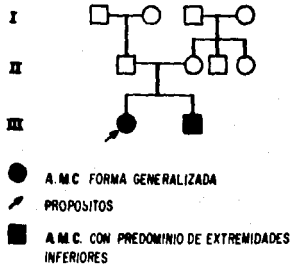 I
II
III
A.M.C FORMA GENERALIZADA
PROPOSITOS
A.M.C. CON PREDOMINIO DE EXTREMIDADES
INFERIORES